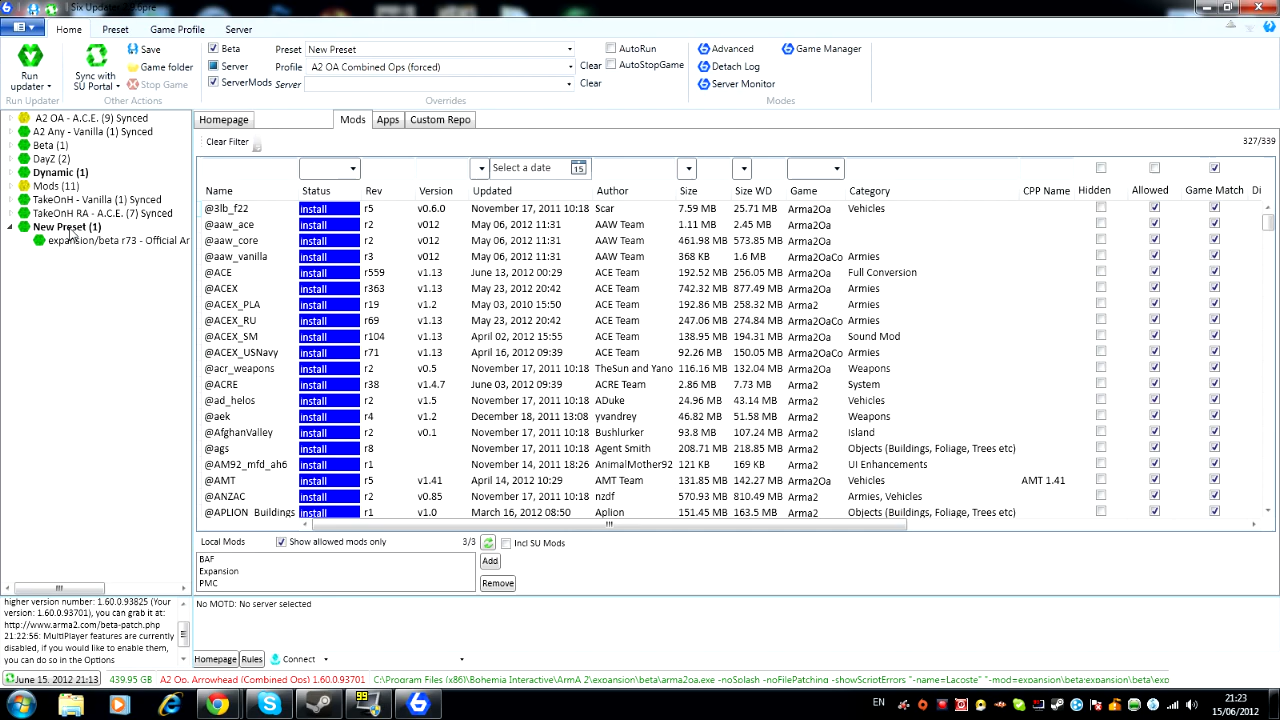 Six Updater
Home Preset Game Profile Server
Run updater
Sync with SU Portal
Save
Game folder
Stop Game
Beta
Server
ServerMods
Preset New Preset
Profile A2 OA Combined Ops (forced) Clear
Server Clear
AutoRun
AutoStopGame
Advanced
Detach Log
Server Monitor
Game Manager
Run Updater Other Actions Overrides Modes
A2 OA - A.C.E. (9) Synced
A2 Any - Vanilla (1) Synced
Beta (1)
DayZ (2)
Dynamic (1)
Mods (11)
TakeOnH - Vanilla (1) Synced
TakeOnH RA - A.C.E. (7) Synced
New Preset (1)
expansion/beta r73 - Official Ar
Homepage Mods Apps Custom Repo
Clear Filter 327/339
Select a date 15
Name Status Rev Version Updated Author Size Size WD Game Category CPP Name Hidden Allowed Game Match Di
@3lb_f22 install r5 v0.6.0 November 17, 2011 10:18 Scar 7.59 MB 25.71 MB Arma2Oa Vehicles
@aaw_ace install r2 v012 May 06, 2012 11:31 AAW Team 1.11 MB 2.45 MB Arma2OaCo
@aaw_core install r2 v012 May 06, 2012 11:31 AAW Team 461.98 MB 573.85 MB Arma2OaCo
@aaw_vanilla install r3 v012 May 06, 2012 11:31 AAW Team 368 KB 1.6 MB Arma2OaCo Armies
@ACE install r559 v1.13 June 13, 2012 00:29 ACE Team 192.52 MB 256.05 MB Arma2Oa Full Conversion
@ACEX install r363 v1.13 May 23, 2012 20:42 ACE Team 742.32 MB 877.49 MB Arma2OaCo Armies
@ACEX_PLA install r19 v1.2 May 03, 2010 15:50 ACE Team 192.86 MB 258.32 MB Arma2 Armies
@ACEX_RU install r69 v1.13 May 23, 2012 20:42 ACE Team 247.06 MB 274.84 MB Arma2OaCo Armies
@ACEX_SM install r104 v1.13 April 02, 2012 15:55 ACE Team 138.95 MB 194.31 MB Arma2Oa Sound Mod
@ACEX_USNavy install r71 v1.13 April 16, 2012 09:39 ACE Team 92.26 MB 150.05 MB Arma2OaCo Armies
@acr_weapons install r2 v0.5 November 17, 2011 10:18 TheSun and Yano 116.16 MB 132.04 MB Arma2 Weapons
@ACRE install r38 v1.4.7 June 03, 2012 09:39 ACRE Team 2.86 MB 7.73 MB Arma2 System
@ad_helos install r2 v1.5 November 17, 2011 10:18 ADuke 24.96 MB 43.14 MB Arma2 Vehicles
@aek install r4 v1.2 December 18, 2011 13:08 yvandrey 46.82 MB 51.58 MB Arma2 Weapons
@AfghanValley install r2 v0.1 November 17, 2011 10:18 Bushlurker 93.8 MB 107.24 MB Arma2 Island
@ags install r8 November 17, 2011 10:18 Agent Smith 208.71 MB 218.85 MB Arma2 Objects (Buildings, Foliage, Trees etc)
@AM92_mfd_ah6 install r1 November 14, 2011 18:26 AnimalMother92 121 KB 169 KB Arma2 UI Enhancements
@AMT install r5 v1.41 April 14, 2012 10:29 AMT Team 131.85 MB 142.27 MB Arma2Oa Vehicles AMT 1.41
@ANZAC install r2 v0.85 November 17, 2011 10:18 nzdf 570.93 MB 810.49 MB Arma2 Armies, Vehicles
@APLION_Buildings install r1 v1.0 March 16, 2012 08:50 Aplion 151.45 MB 163.5 MB Arma2 Objects (Buildings, Foliage, Trees etc)
Local Mods Show allowed mods only 3/3 Incl SU Mods
BAF
Expansion
PMC
Add
Remove
higher version number: 1.60.0.93825 (Your
version: 1.60.0.93701), you can grab it at:
http://www.arma2.com/beta-patch.php
21:22:56: MultiPlayer features are currently
disabled, if you would like to enable them,
you can do so in the Options
No MOTD: No server selected
Homepage Rules Connect
June 15, 2012 21:13 439.95 GB A2 Op. Arrowhead (Combined Ops) 1.60.0.93701 C:\Program Files (x86)\Bohemia Interactive\ArmA 2\expansion\beta\arma2oa.exe -noSplash -noFilePatching -showScriptErrors "-name=Lacoste" "-mod=expansion\beta;expansion\beta\exp
99
EN
21:23
15/06/2012